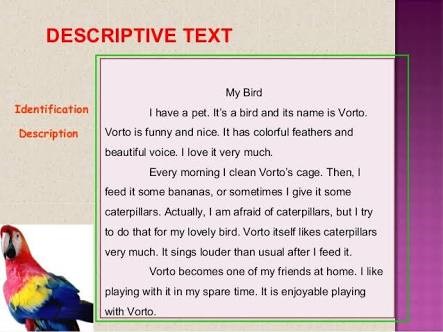 DESCRIPTIVE TEXT
Identification
Description
My Bird
I have a pet. It's a bird and its name is Vorto.
Vorto is funny and nice. It has colorful feathers and
beautiful voice. I love it very much.
Every morning I clean Vorto's cage. Then, I
feed it some bananas, or sometimes I give it some
caterpillars. Actually, I am afraid of caterpillars, but I try
to do that for my lovely bird. Vorto itself likes caterpillars
very much. It sings louder than usual after I feed it.
Vorto becomes one of my friends at home. I like
playing with it in my spare time. It is enjoyable playing
with Vorto.